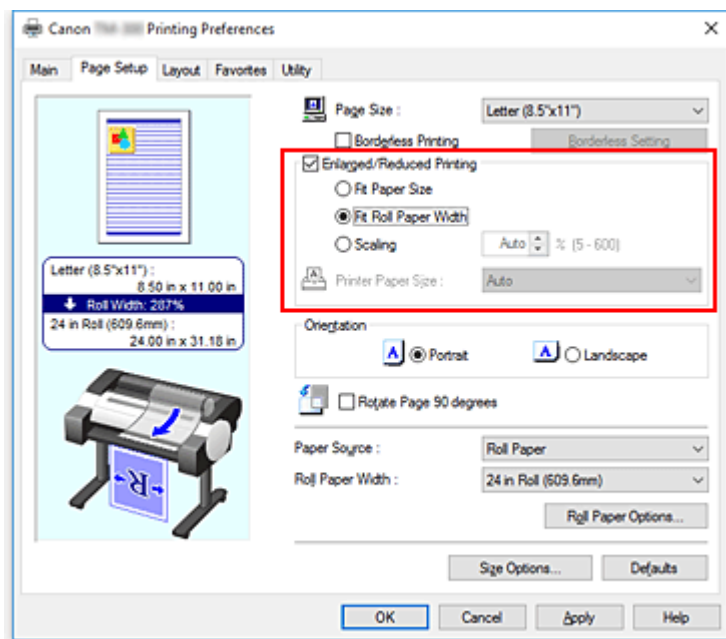 Canon Printing Preferences
Main Page Setup Layout Favorites Utility
Page Size : Letter (8.5"x11")
Borderless Printing Borderless Setting
Enlarged/Reduced Printing
Fit Paper Size
Fit Roll Paper Width
Scaling Auto % (5 - 600)
Printer Paper Size : Auto
Letter (8.5"x11") :
8.50 in x 11.00 in
Roll Width: 287%
24 in Roll (609.6mm) :
24.00 in x 31.18 in
Orientation
A Portrait A Landscape
Rotate Page 90 degrees
R
Paper Source : Roll Paper
Roll Paper Width : 24 in Roll (609.6mm)
Roll Paper Options...
Size Options... Defaults
OK Cancel Apply Help